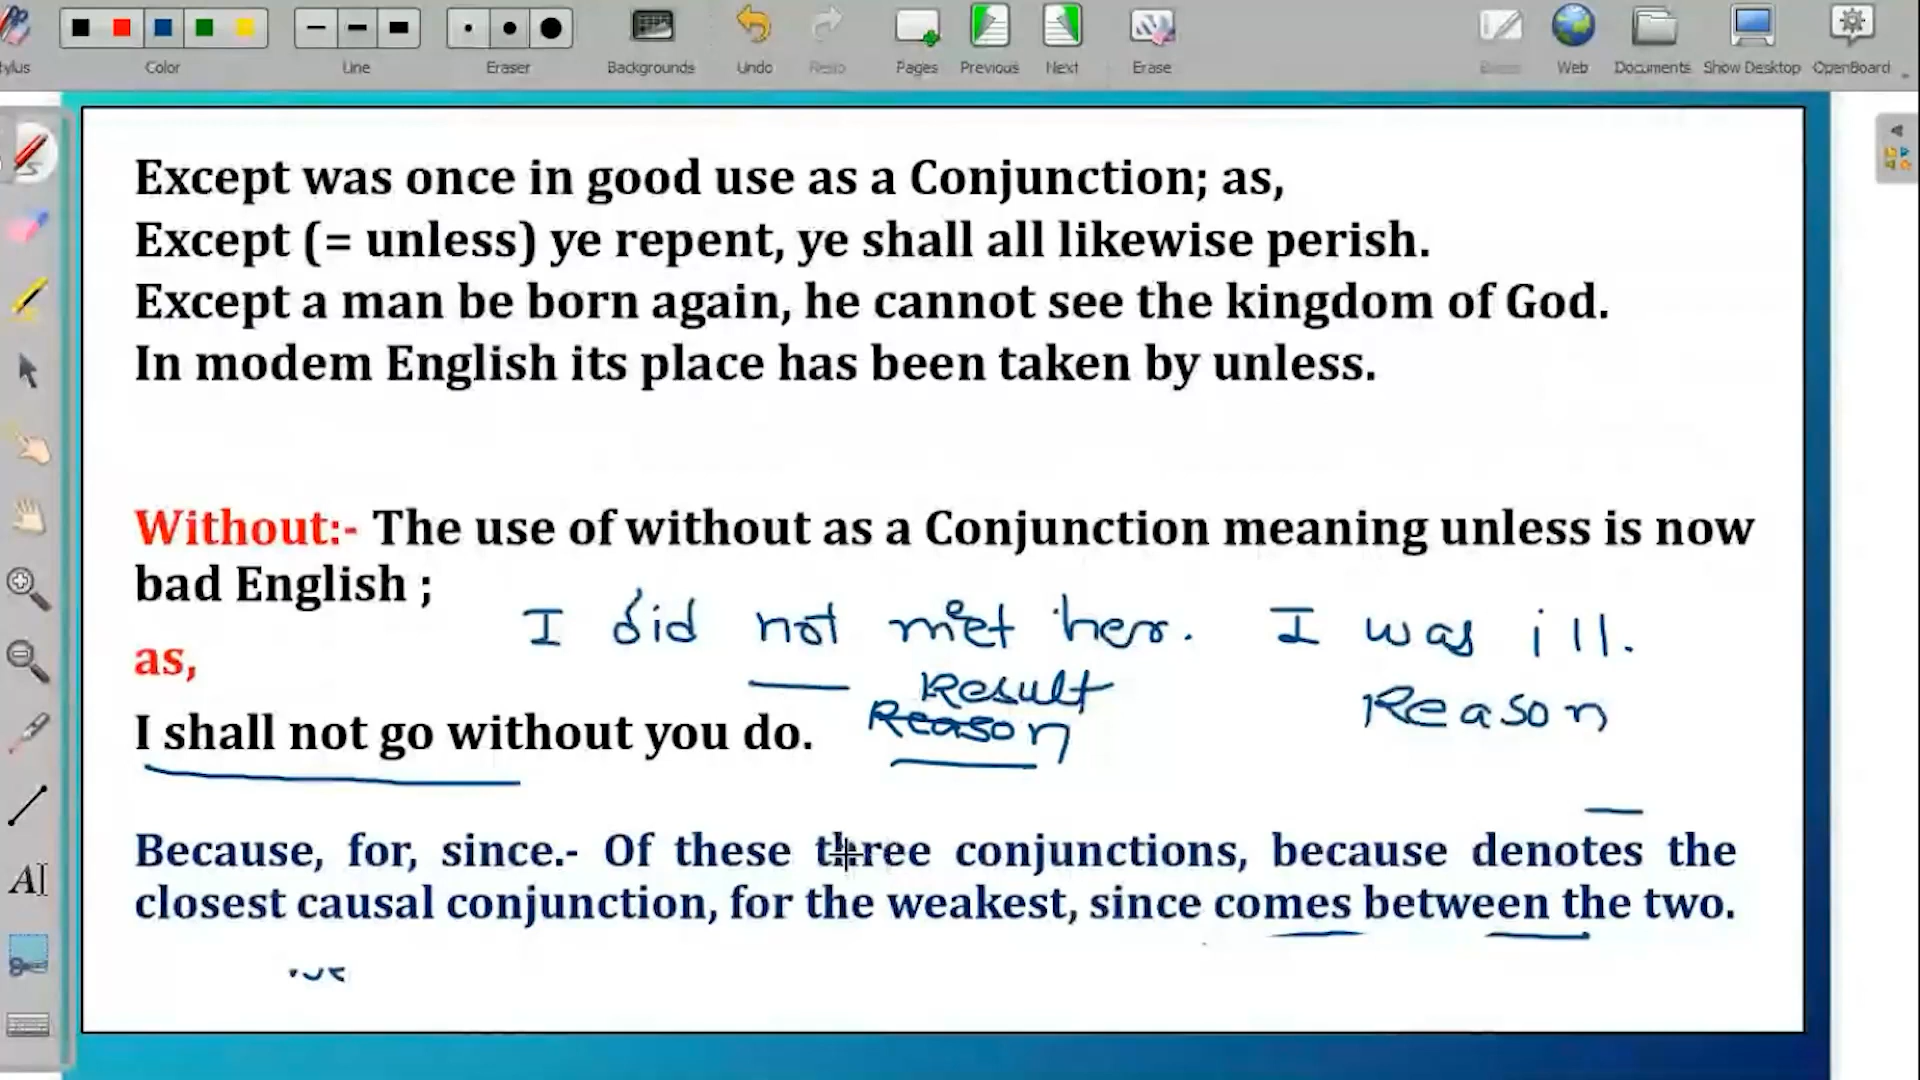 Color Line Eraser Backgrounds Undo Redo Pages Previous Next Erase Web Documents Show Desktop OpenBoard
Except was once in good use as a Conjunction; as,
Except (= unless) ye repent, ye shall all likewise perish.
Except a man be born again, he cannot see the kingdom of God.
In modem English its place has been taken by unless.
Without:- The use of without as a Conjunction meaning unless is now
bad English ;
I did not met her. I was ill.
as,
Result
Reason
Reason
I shall not go without you do.
Because, for, since.- Of these three conjunctions, because denotes the
closest causal conjunction, for the weakest, since comes between the two.